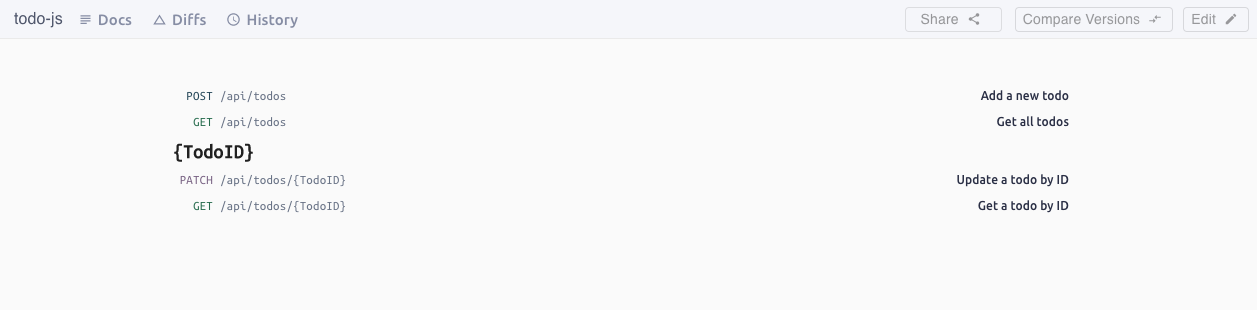 todo-js Docs Diffs History Share Compare Versions Edit
POST /api/todos Add a new todo
GET /api/todos Get all todos
{TodoID}
PATCH /api/todos/{TodoID} Update a todo by ID
GET /api/todos/{TodoID} Get a todo by ID